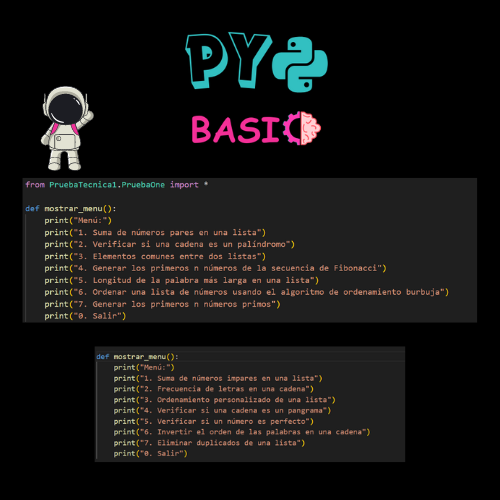 PY
BASIC
from PruebaTecnica1.PruebaOne import *
def mostrar_menu():
print("Menú:")
print("1. Suma de números pares en una lista")
print("2. Verificar si una cadena es un palíndromo")
print("3. Elementos comunes entre dos listas")
print("4. Generar los primeros n números de la secuencia de Fibonacci")
print("5. Longitud de la palabra más larga en una lista")
print("6. Ordenar una lista de números usando el algoritmo de ordenamiento burbuja")
print("7. Generar los primeros n números primos")
print("0. Salir")
def mostrar_menu():
print("Menú:")
print("1. Suma de números impares en una lista")
print("2. Frecuencia de letras en una cadena")
print("3. Ordenamiento personalizado de una lista")
print("4. Verificar si una cadena es un pangrama")
print("5. Verificar si un número es perfecto")
print("6. Invertir el orden de las palabras en una cadena")
print("7. Eliminar duplicados de una lista")
print("0. Salir")